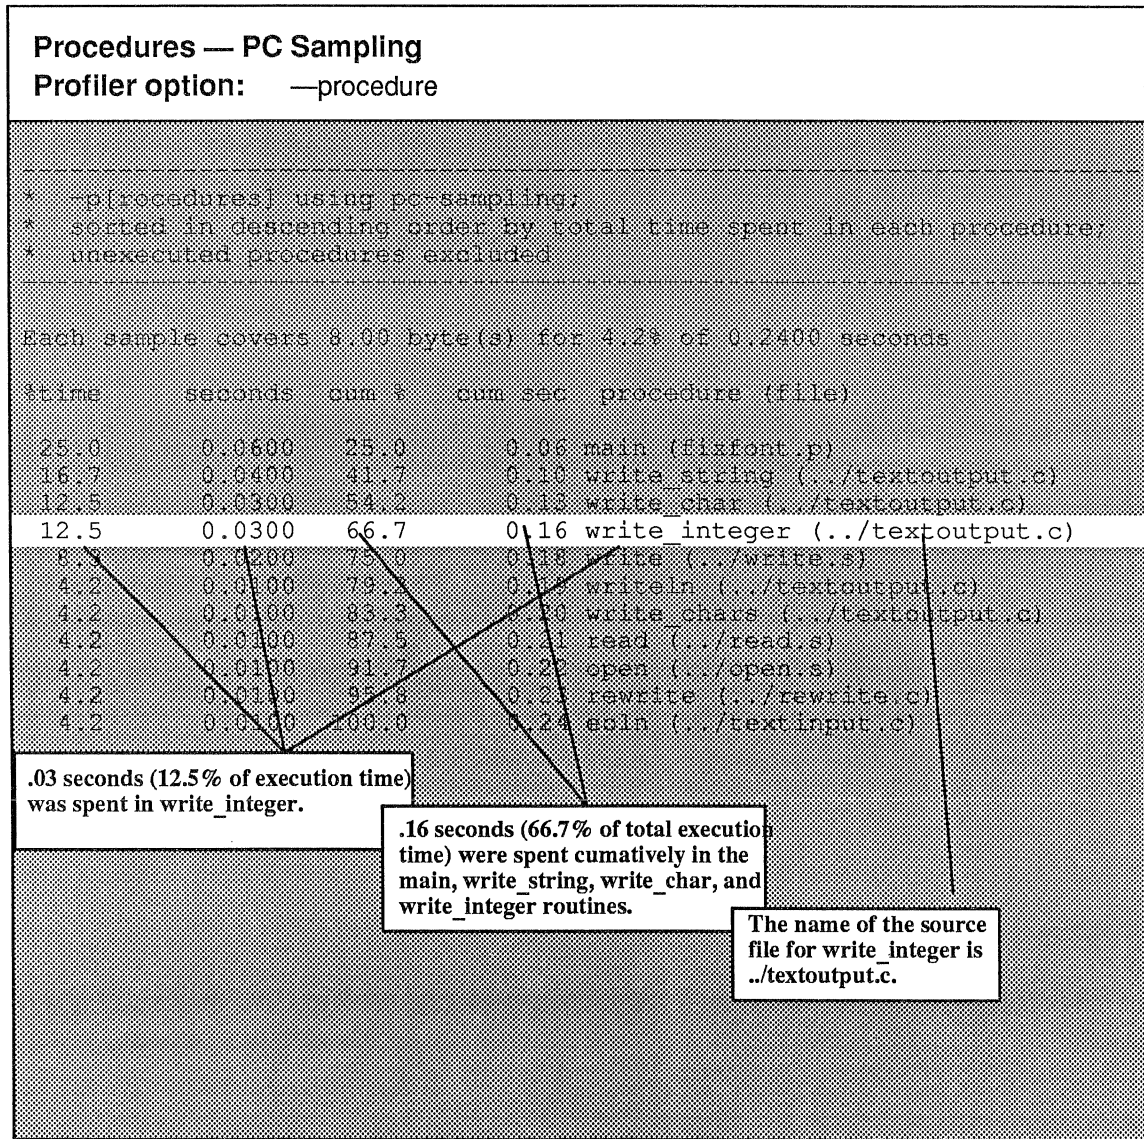 Procedures — PC Sampling
Profiler option: —procedure
* -p[rocedures] using pc-sampling;
* sorted in descending order by total time spent in each procedure;
* unexecuted procedures excluded
Each sample covers 8.00 byte(s) for 4.2% of 0.2400 seconds
%time seconds cum % cum sec procedure (file)
25.0 0.0600 25.0 0.06 main (fixfont.p)
16.7 0.0400 41.7 0.10 write_string (../textoutput.c)
12.5 0.0300 54.2 0.13 write_char (../textoutput.c)
12.5 0.0300 66.7 0.16 write_integer (../textoutput.c)
8.3 0.0200 75.0 0.18 write (../write.s)
4.2 0.0100 79.2 0.19 writeln (../textoutput.c)
4.2 0.0100 83.3 0.20 write_chars (../textoutput.c)
4.2 0.0100 87.5 0.21 read (../read.s)
4.2 0.0100 91.7 0.22 open (../open.s)
4.2 0.0100 95.8 0.23 rewrite (../rewrite.c)
4.2 0.0100 100.0 0.24 eoln (../textinput.c)
.03 seconds (12.5% of execution time)
was spent in write_integer.
.16 seconds (66.7% of total execution
time) were spent cumatively in the
main, write_string, write_char, and
write_integer routines.
The name of the source
file for write_integer is
../textoutput.c.